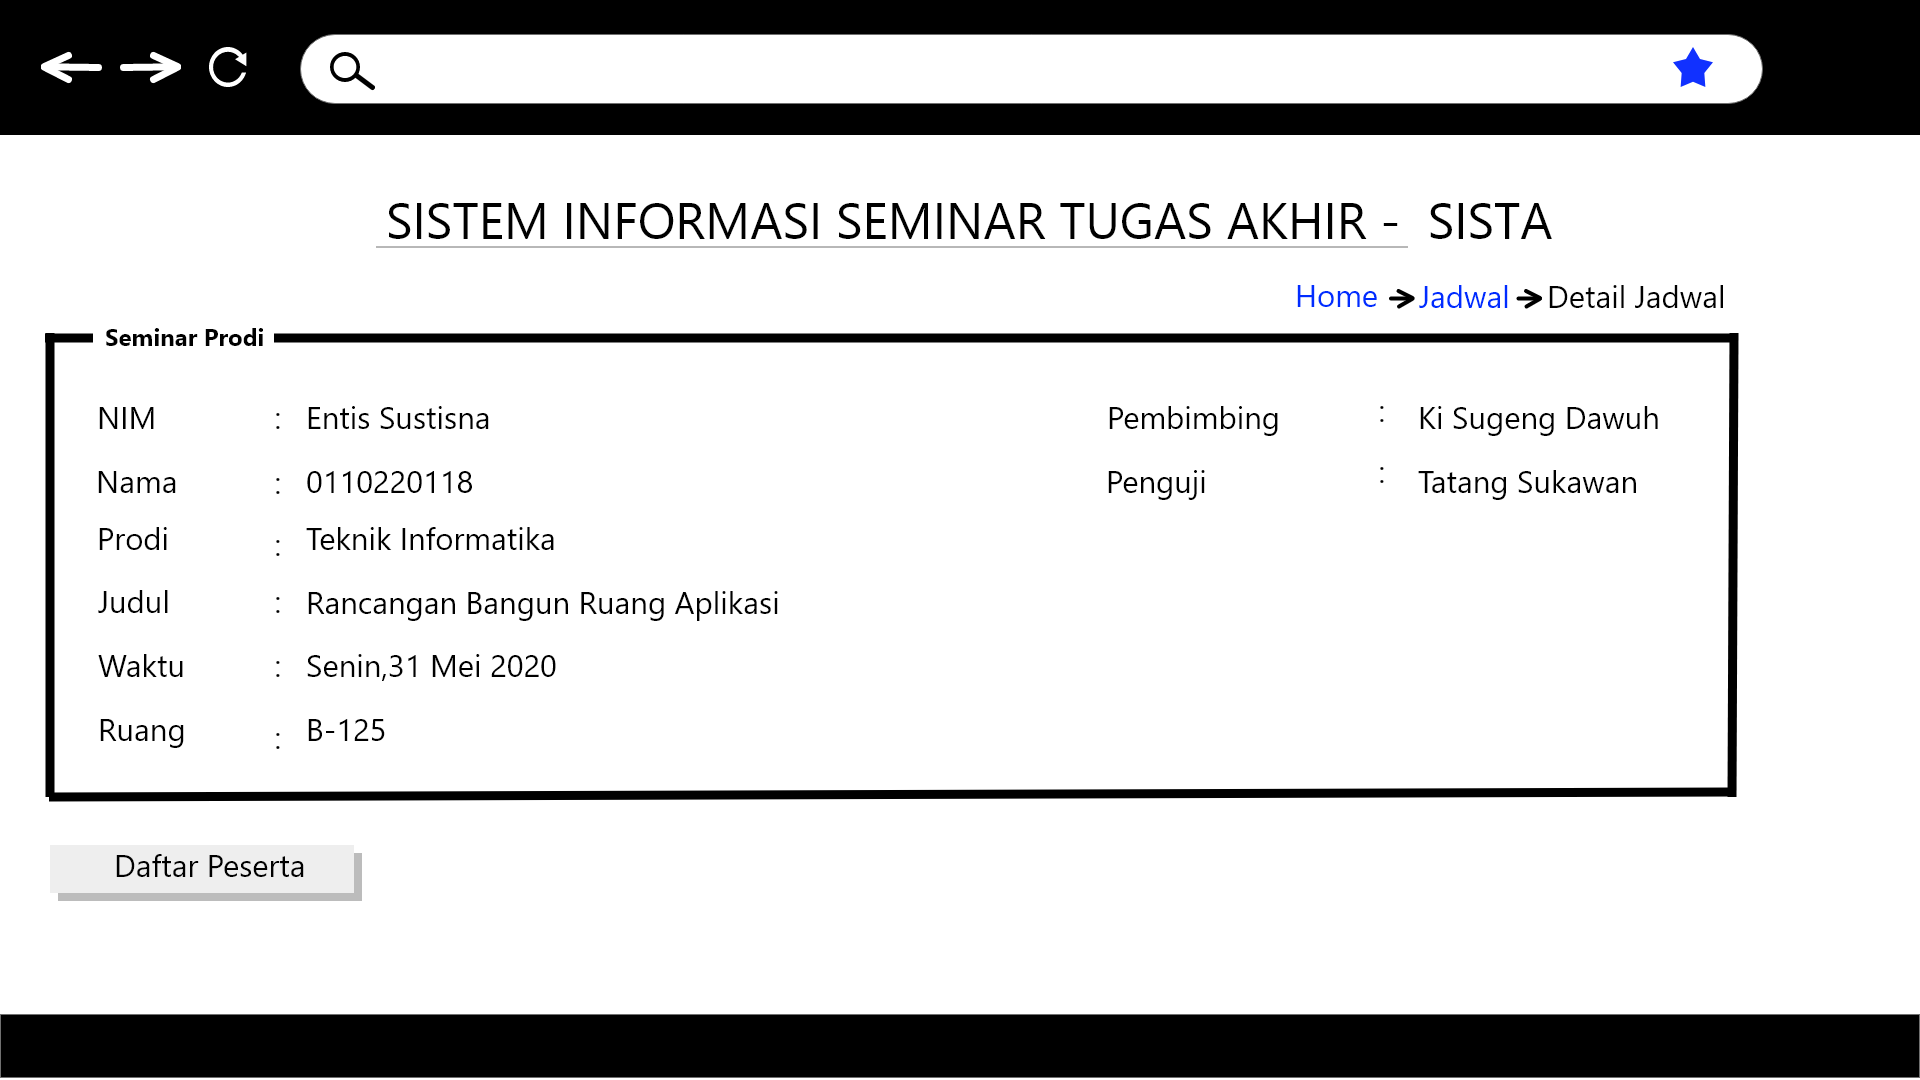 SISTEM INFORMASI SEMINAR TUGAS AKHIR - SISTA
Home Jadwal Detail Jadwal
Seminar Prodi
NIM : Entis Sustisna
Nama : 0110220118
Prodi : Teknik Informatika
Judul : Rancangan Bangun Ruang Aplikasi
Waktu : Senin,31 Mei 2020
Ruang : B-125
Pembimbing : Ki Sugeng Dawuh
Penguji : Tatang Sukawan
Daftar Peserta